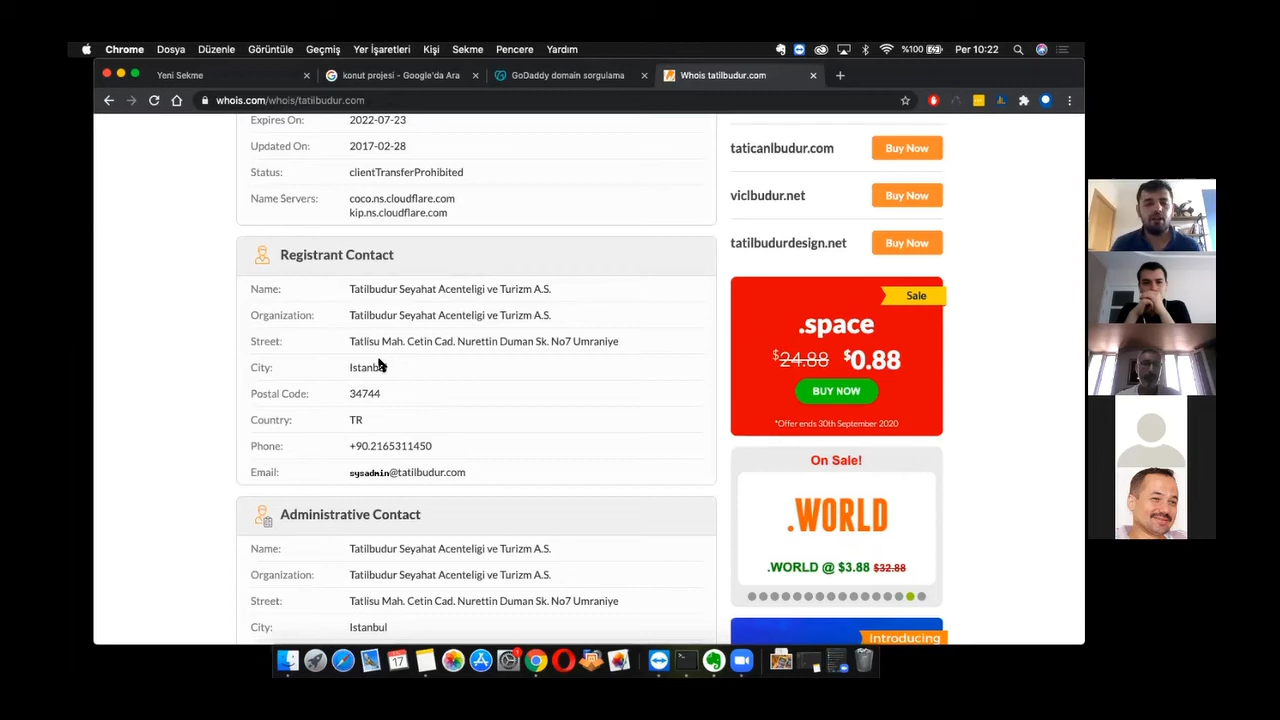 Chrome Dosya Düzenle Görüntüle Geçmiş Yer İşaretleri Kişi Sekme Pencere Yardım %100 Per 10:22
Yeni Sekme
konut projesi - Google'da Ara
GoDaddy domain sorgulama
Whois tatilbudur.com
whois.com/whois/tatilbudur.com
Expires On: 2022-07-23
Updated On: 2017-02-28
Status: clientTransferProhibited
Name Servers: coco.ns.cloudflare.com
kip.ns.cloudflare.com
Registrant Contact
Name: Tatilbudur Seyahat Acenteligi ve Turizm A.S.
Organization: Tatilbudur Seyahat Acenteligi ve Turizm A.S.
Street: Tatlisu Mah. Cetin Cad. Nurettin Duman Sk. No7 Umraniye
City: Istanbul
Postal Code: 34744
Country: TR
Phone: +90.2165311450
Email: sysadmin@tatilbudur.com
Administrative Contact
Name: Tatilbudur Seyahat Acenteligi ve Turizm A.S.
Organization: Tatilbudur Seyahat Acenteligi ve Turizm A.S.
Street: Tatlisu Mah. Cetin Cad. Nurettin Duman Sk. No7 Umraniye
City: Istanbul
taticanlbudur.com Buy Now
viclbudur.net Buy Now
tatilbudurdesign.net Buy Now
Sale
.space
$24.88 $0.88
BUY NOW
*Offer ends 30th September 2020
On Sale!
.WORLD
.WORLD @ $3.88 $32.88
Introducing
17